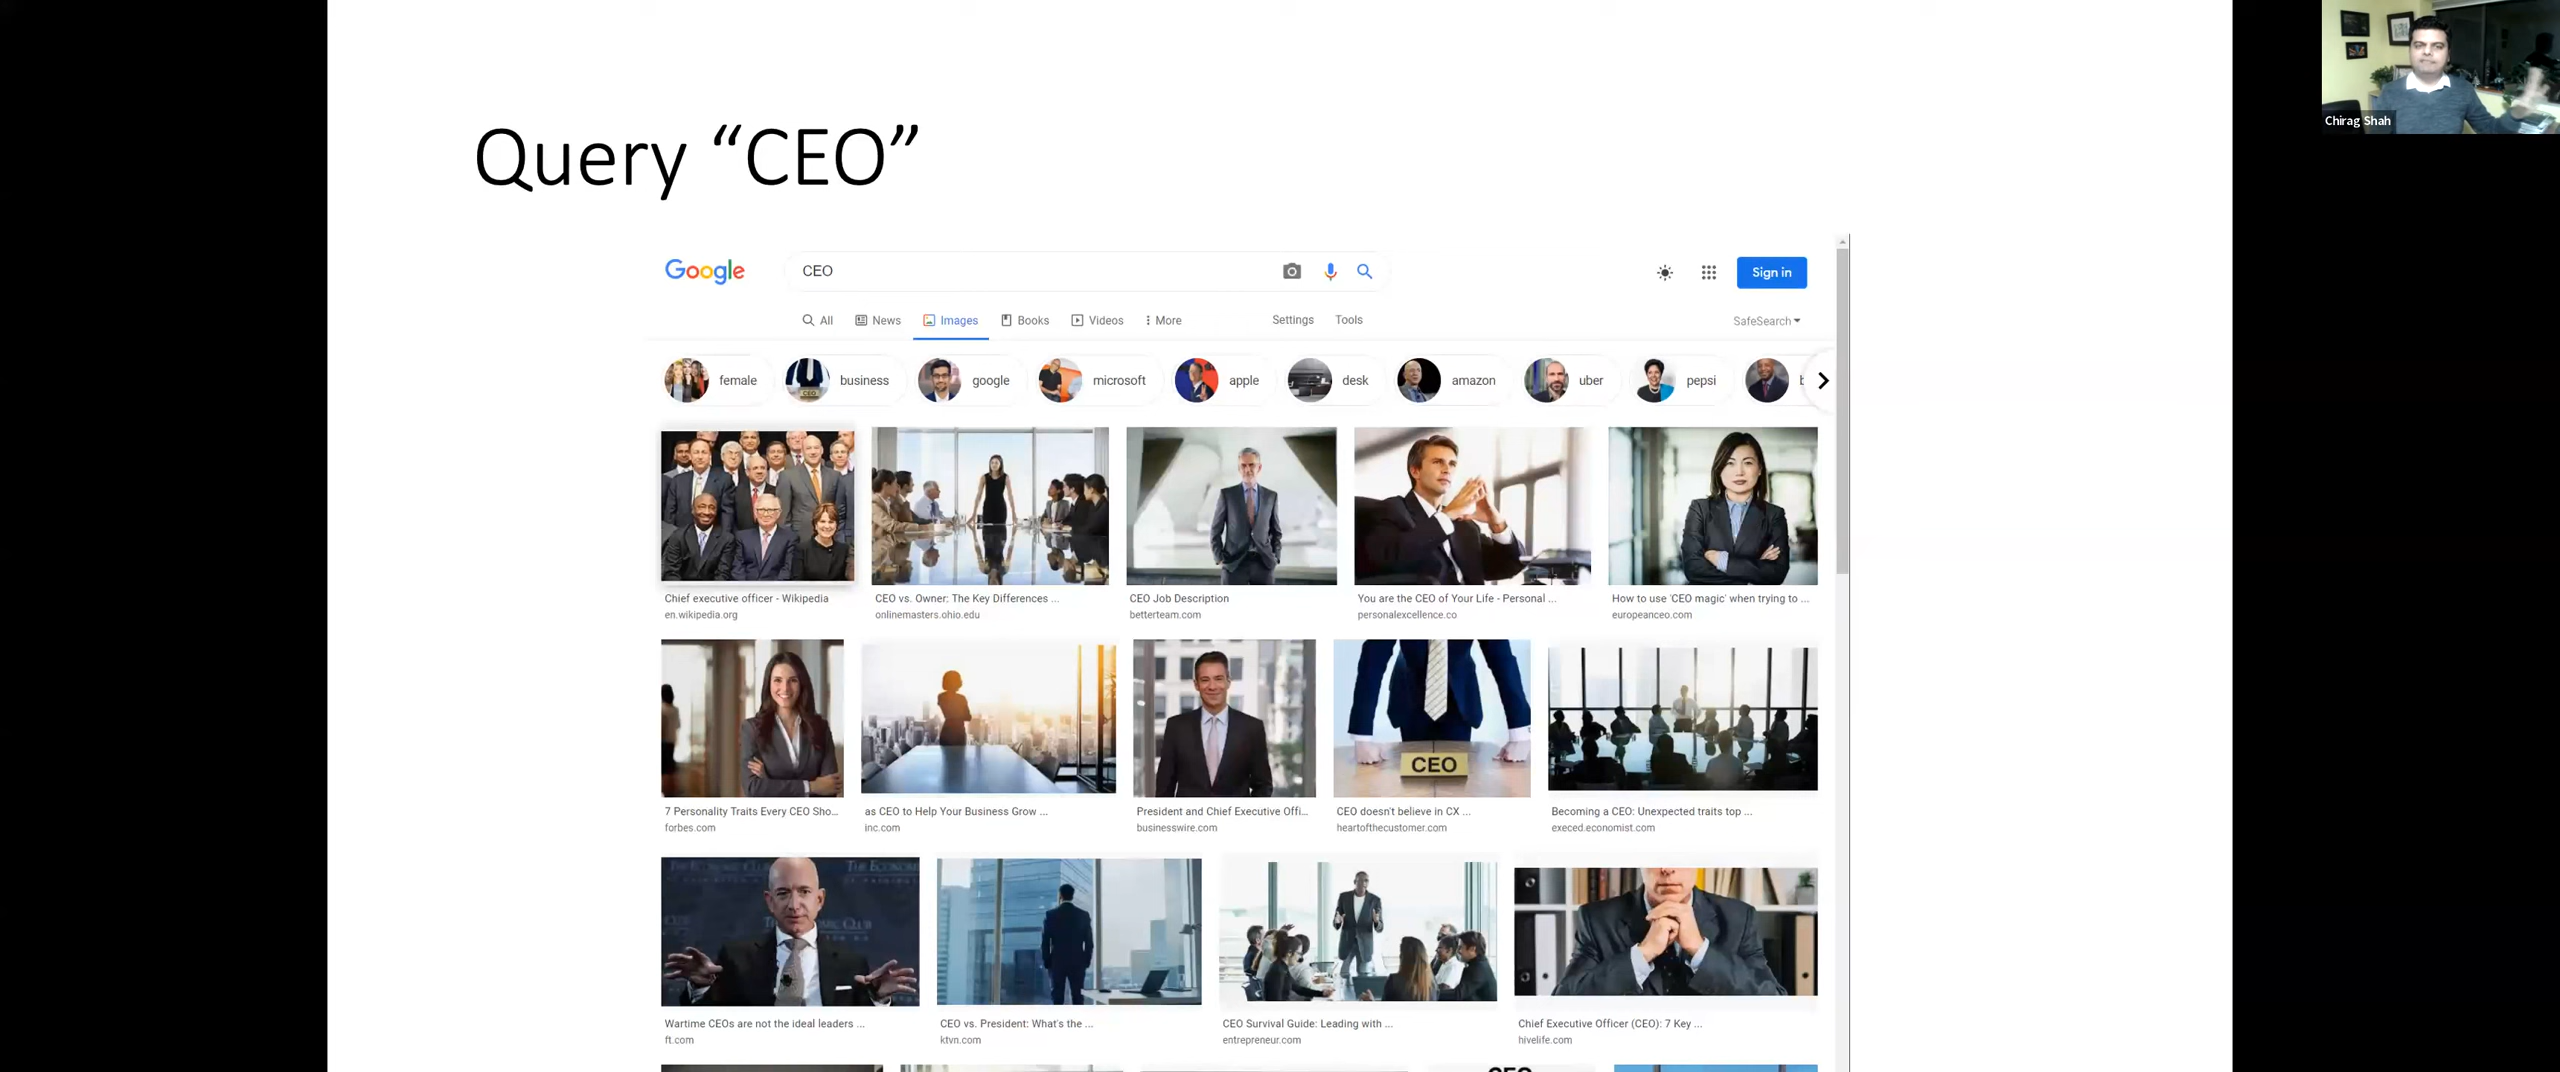 Chirag Shah
Query “CEO”
Google
CEO
Sign in
All
News
Images
Books
Videos
More
Settings
Tools
SafeSearch
female
business
google
microsoft
apple
desk
amazon
uber
pepsi
Chief executive officer - Wikipedia
en.wikipedia.org
CEO vs. Owner: The Key Differences ...
onlinemasters.ohio.edu
CEO Job Description
betterteam.com
You are the CEO of Your Life - Personal ...
personalexcellence.co
How to use 'CEO magic' when trying to ...
europeanceo.com
CEO
7 Personality Traits Every CEO Sho...
forbes.com
as CEO to Help Your Business Grow ...
inc.com
President and Chief Executive Offi...
businesswire.com
CEO doesn't believe in CX ...
heartofthecustomer.com
Becoming a CEO: Unexpected traits top ...
execed.economist.com
Wartime CEOs are not the ideal leaders ...
ft.com
CEO vs. President: What's the ...
ktvn.com
CEO Survival Guide: Leading with ...
entrepreneur.com
Chief Executive Officer (CEO): 7 Key ...
hivelife.com